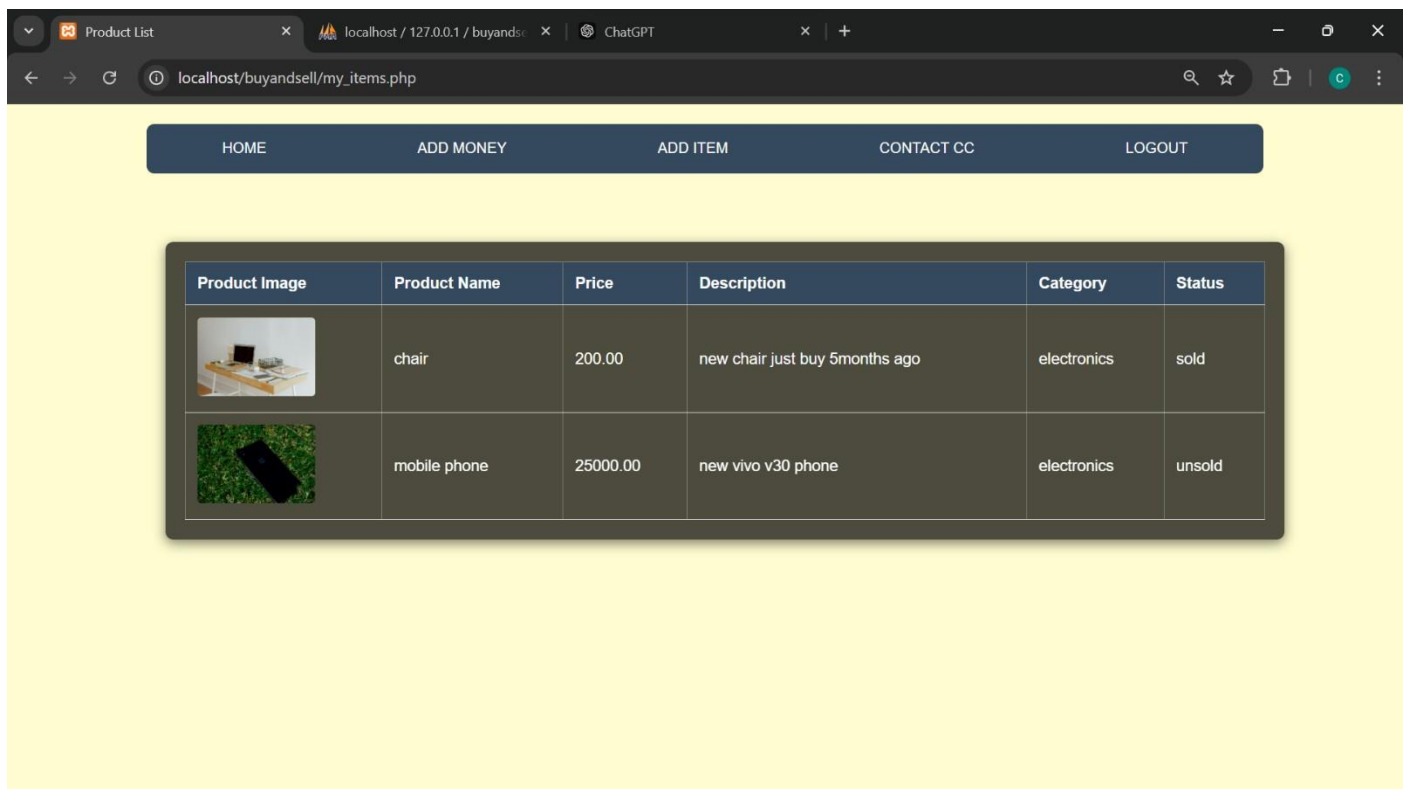 Product List
localhost / 127.0.0.1 / buyandse
ChatGPT
localhost/buyandsell/my_items.php
C
HOME ADD MONEY ADD ITEM CONTACT CC LOGOUT
Product Image Product Name Price Description Category Status
chair 200.00 new chair just buy 5months ago electronics sold
mobile phone 25000.00 new vivo v30 phone electronics unsold